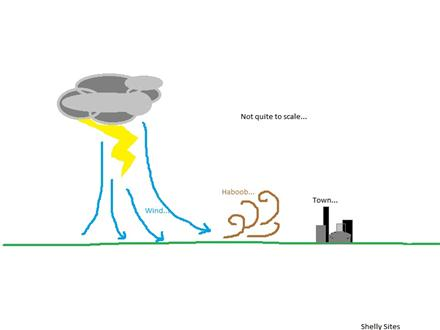 Not quite to scale...
Haboob...
Town...
Wind...
Shelly Sites